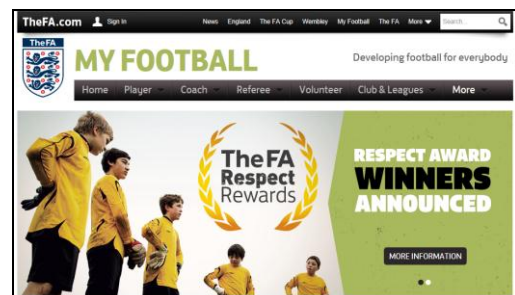 TheFA.com Sign In News England The FA Cup Wembley My Football The FA More Search...
TheFA
MY FOOTBALL
Developing football for everybody
Home Player Coach Referee Volunteer Club & Leagues More
The FA
Respect
Rewards
RESPECT AWARD
WINNERS
ANNOUNCED
MORE INFORMATION